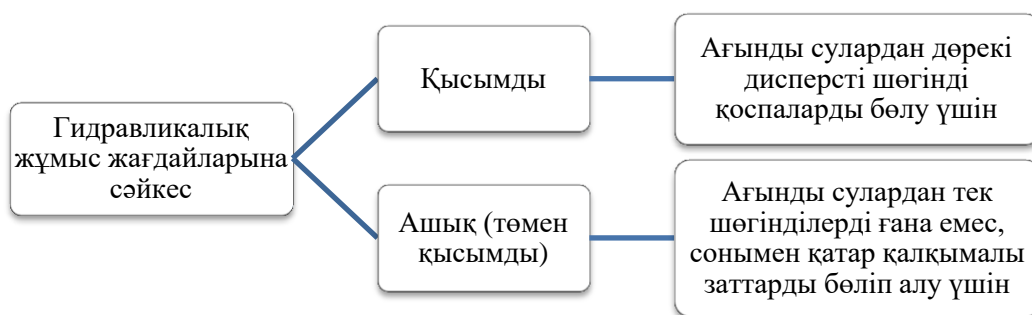 Гидравликалық
жұмыс жағдайларына
сәйкес
Қысымды
Ағынды сулардан дөрекі
дисперсті шөгінді
қоспаларды бөлу үшін
Ашық (төмен
қысымды)
Ағынды сулардан тек
шөгінділерді ғана емес,
сонымен қатар қалқымалы
заттарды бөліп алу үшін